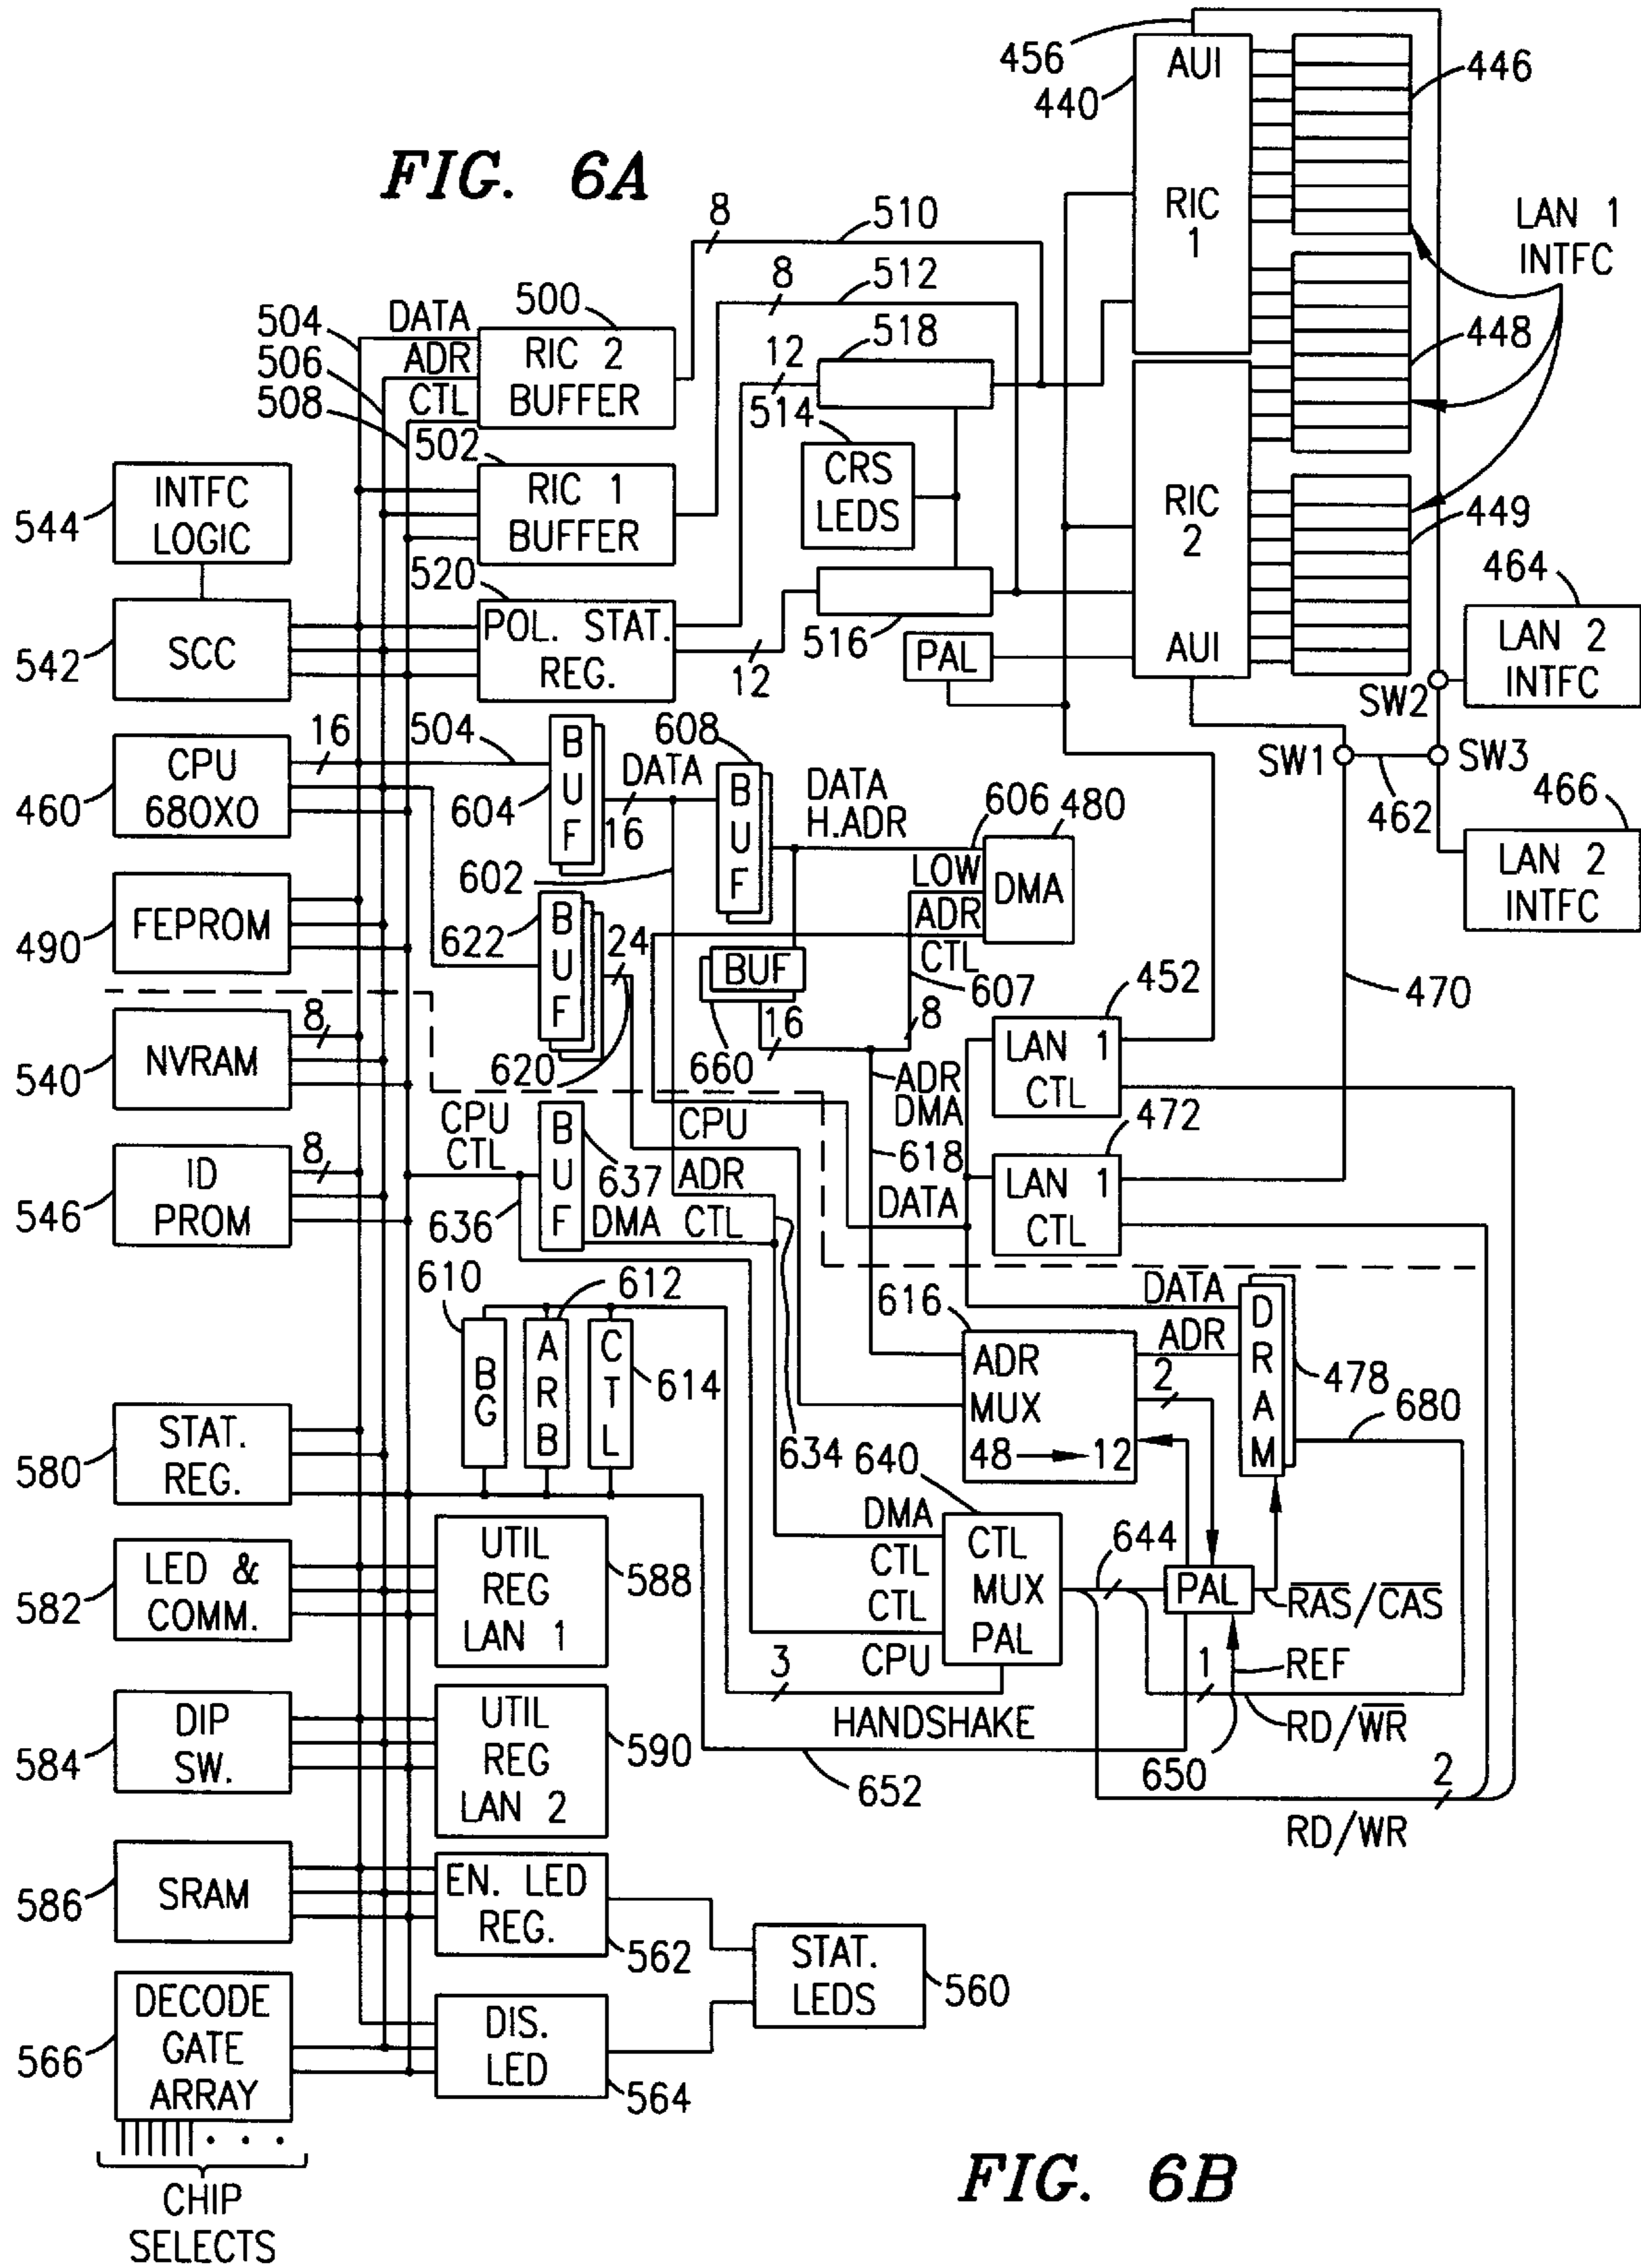 FIG. 6A
456
440
AUI
RIC
1
446
LAN 1
INTFC
448
449
RIC
2
AUI
464
LAN 2
INTFC
SW2
SW1
SW3
462
466
LAN 2
INTFC
470
8
510
8
512
500
504
506
508
DATA
ADR
CTL
RIC 2
BUFFER
12
518
514
CRS
LEDS
502
RIC 1
BUFFER
544
INTFC
LOGIC
520
POL. STAT.
REG.
12
516
PAL
542
SCC
460
CPU
680X0
16
504
604
BUF
DATA
16
608
BUF
DATA
H.ADR
606
480
LOW
ADR
CTL
DMA
602
490
FEPROM
622
BUF
24
620
BUF
660
16
607
8
452
LAN 1
CTL
540
NVRAM
8
ADR
DMA
618
472
LAN 1
CTL
CPU
CTL
BUF
637
CPU
ADR
DATA
546
ID
PROM
8
636
DMA CTL
634
610
BG
612
ARB
CTL
614
616
ADR
MUX
48
12
DATA
ADR
2
DRAM
478
680
580
STAT.
REG.
640
DMA
CTL
CTL
CPU
CTL
MUX
PAL
644
PAL
RAS/CAS
REF
1
RD/WR
650
582
LED &
COMM.
UTIL
REG
LAN 1
588
3
HANDSHAKE
652
2
RD/WR
584
DIP
SW.
UTIL
REG
LAN 2
590
586
SRAM
EN. LED
REG.
562
STAT.
LEDS
560
566
DECODE
GATE
ARRAY
DIS.
LED
564
CHIP
SELECTS
FIG. 6B